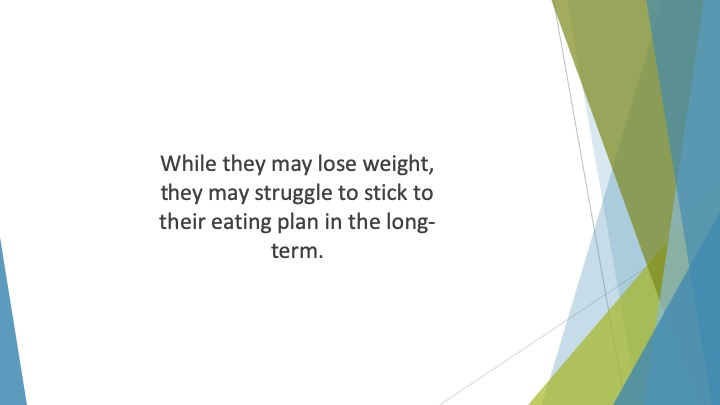 While they may lose weight,
they may struggle to stick to
their eating plan in the long-
term.